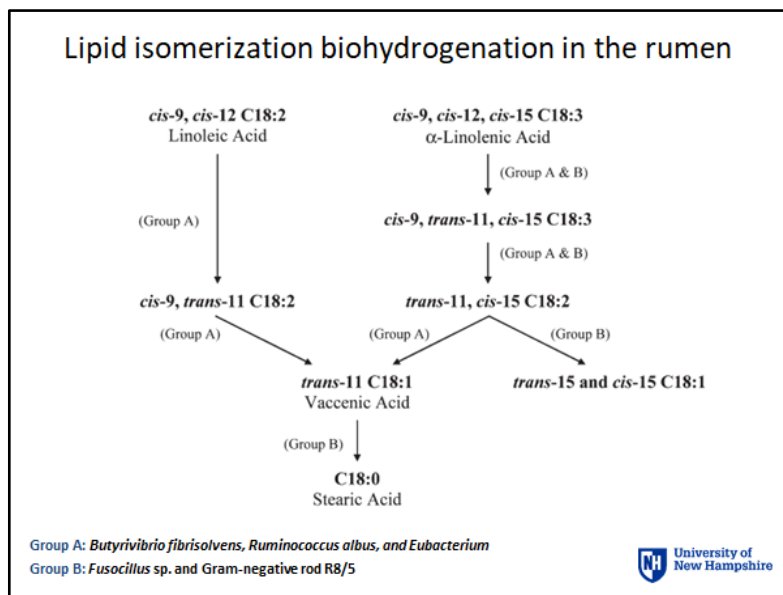 Lipid isomerization biohydrogenation in the rumen
cis-9, cis-12 C18:2
Linoleic Acid
cis-9, cis-12, cis-15 C18:3
α-Linolenic Acid
(Group A & B)
(Group A)
cis-9, trans-11, cis-15 C18:3
(Group A & B)
cis-9, trans-11 C18:2
trans-11, cis-15 C18:2
(Group A)
(Group A)
(Group B)
trans-11 C18:1
Vaccenic Acid
trans-15 and cis-15 C18:1
(Group B)
C18:0
Stearic Acid
Group A: Butyrivibrio fibrisolvens, Ruminococcus albus, and Eubacterium
Group B: Fusocillus sp. and Gram-negative rod R8/5
NH
University of
New Hampshire